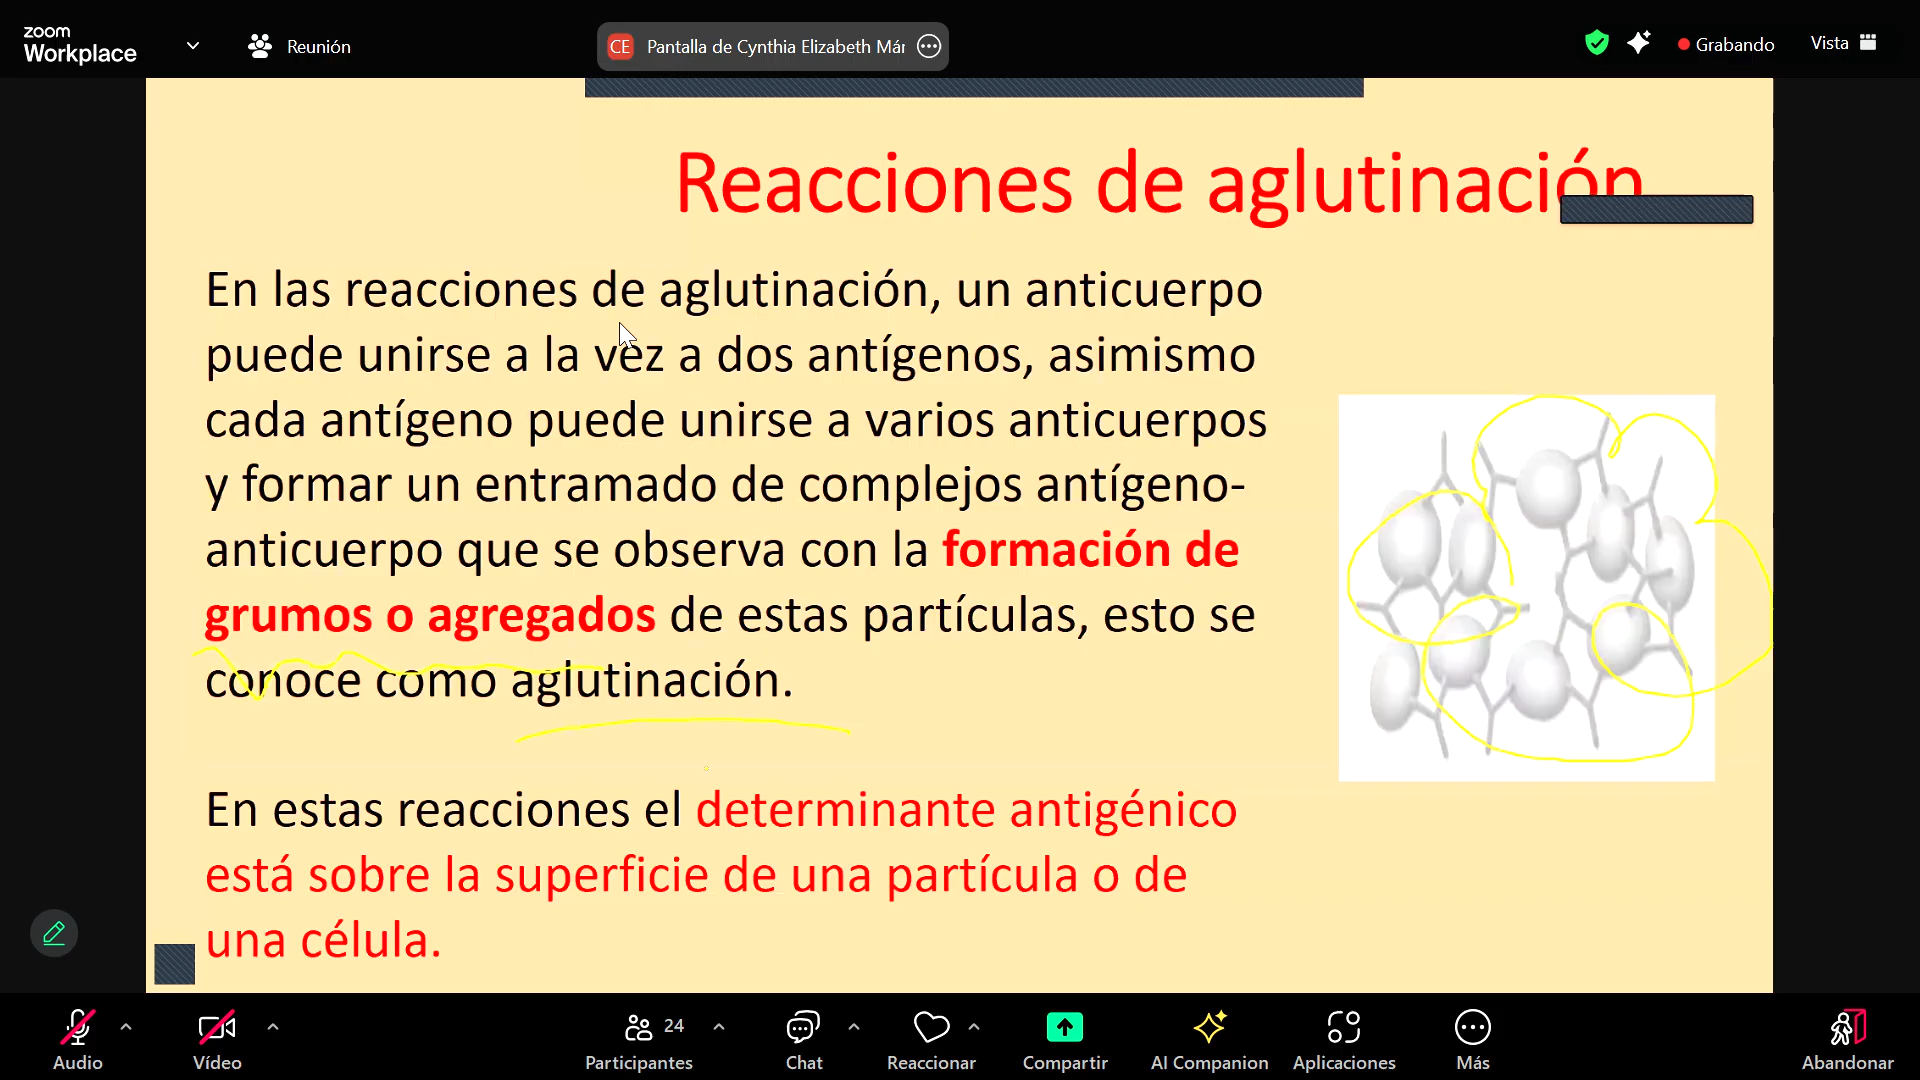 zoom
Workplace
Reunión
CE Pantalla de Cynthia Elizabeth Már
Grabando
Vista
Reacciones de aglutinación
En las reacciones de aglutinación, un anticuerpo
puede unirse a la vez a dos antígenos, asimismo
cada antígeno puede unirse a varios anticuerpos
y formar un entramado de complejos antígeno-
anticuerpo que se observa con la formación de
grumos o agregados de estas partículas, esto se
conoce como aglutinación.
En estas reacciones el determinante antigénico
está sobre la superficie de una partícula o de
una célula.
Audio
Vídeo
24
Participantes
Chat
Reaccionar
Compartir
AI Companion
Aplicaciones
Más
Abandonar